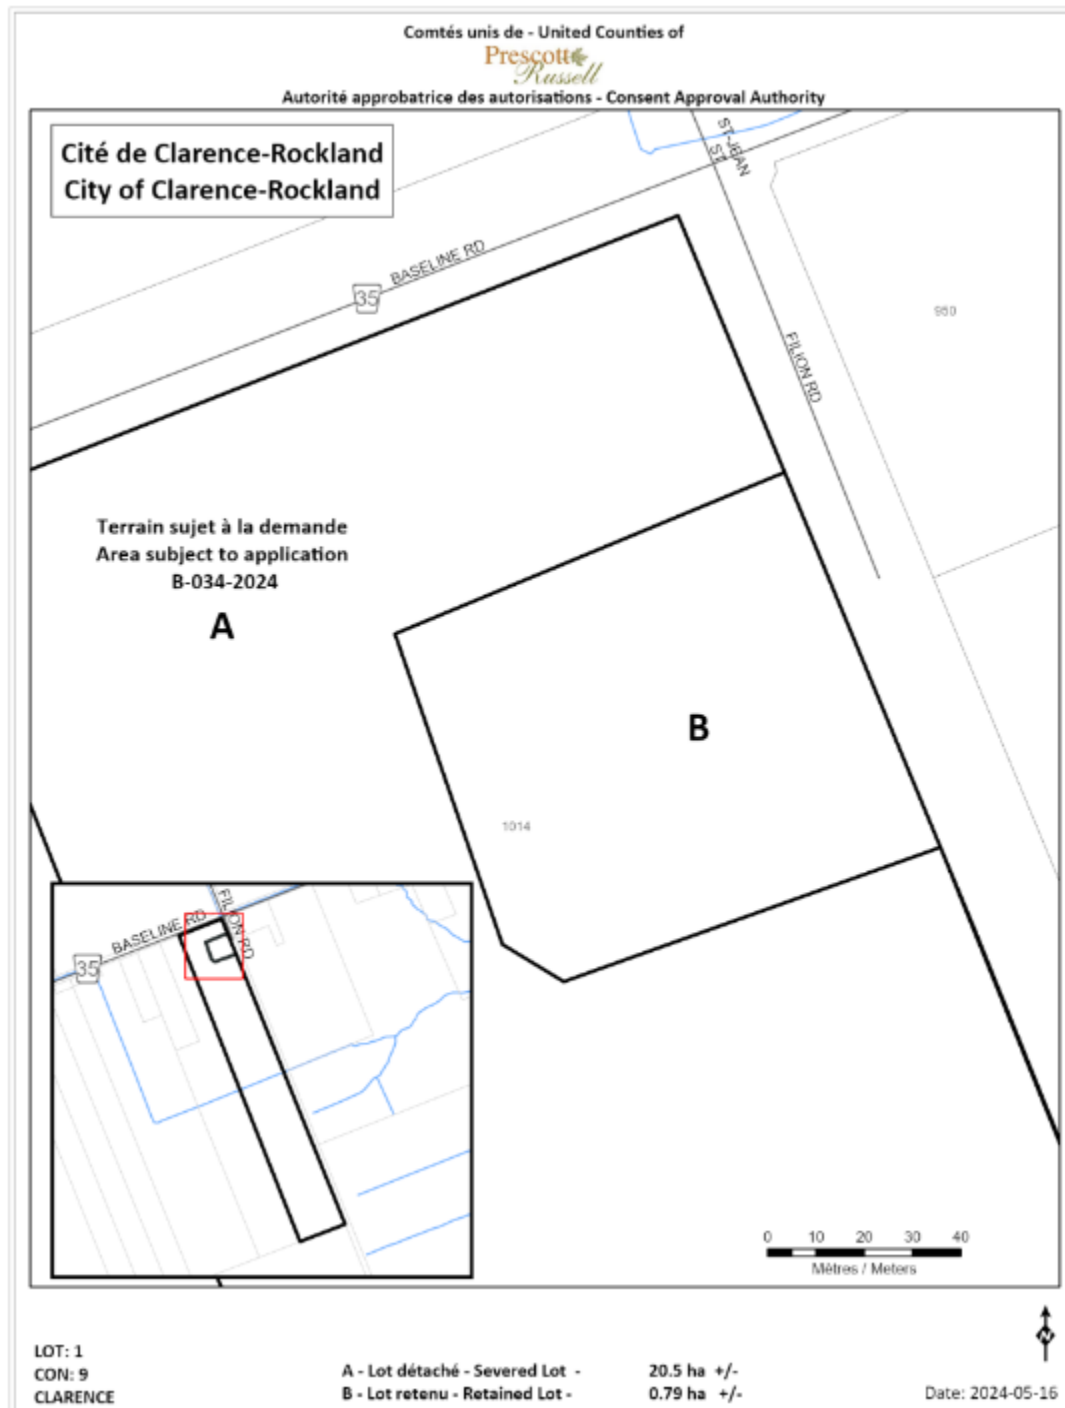 Comtés unis de - United Counties of
Prescott
Russell
Autorité approbatrice des autorisations - Consent Approval Authority
Cité de Clarence-Rockland
City of Clarence-Rockland
ST-JEAN
ST
BASELINE RD
35
950
FILION RD
Terrain sujet à la demande
Area subject to application
B-034-2024
A
B
1014
FILION RD
BASELINE RD
35
0 10 20 30 40
Mètres / Meters
N
LOT: 1
CON: 9
CLARENCE
A - Lot détaché - Severed Lot - 20.5 ha +/-
B - Lot retenu - Retained Lot - 0.79 ha +/-
Date: 2024-05-16